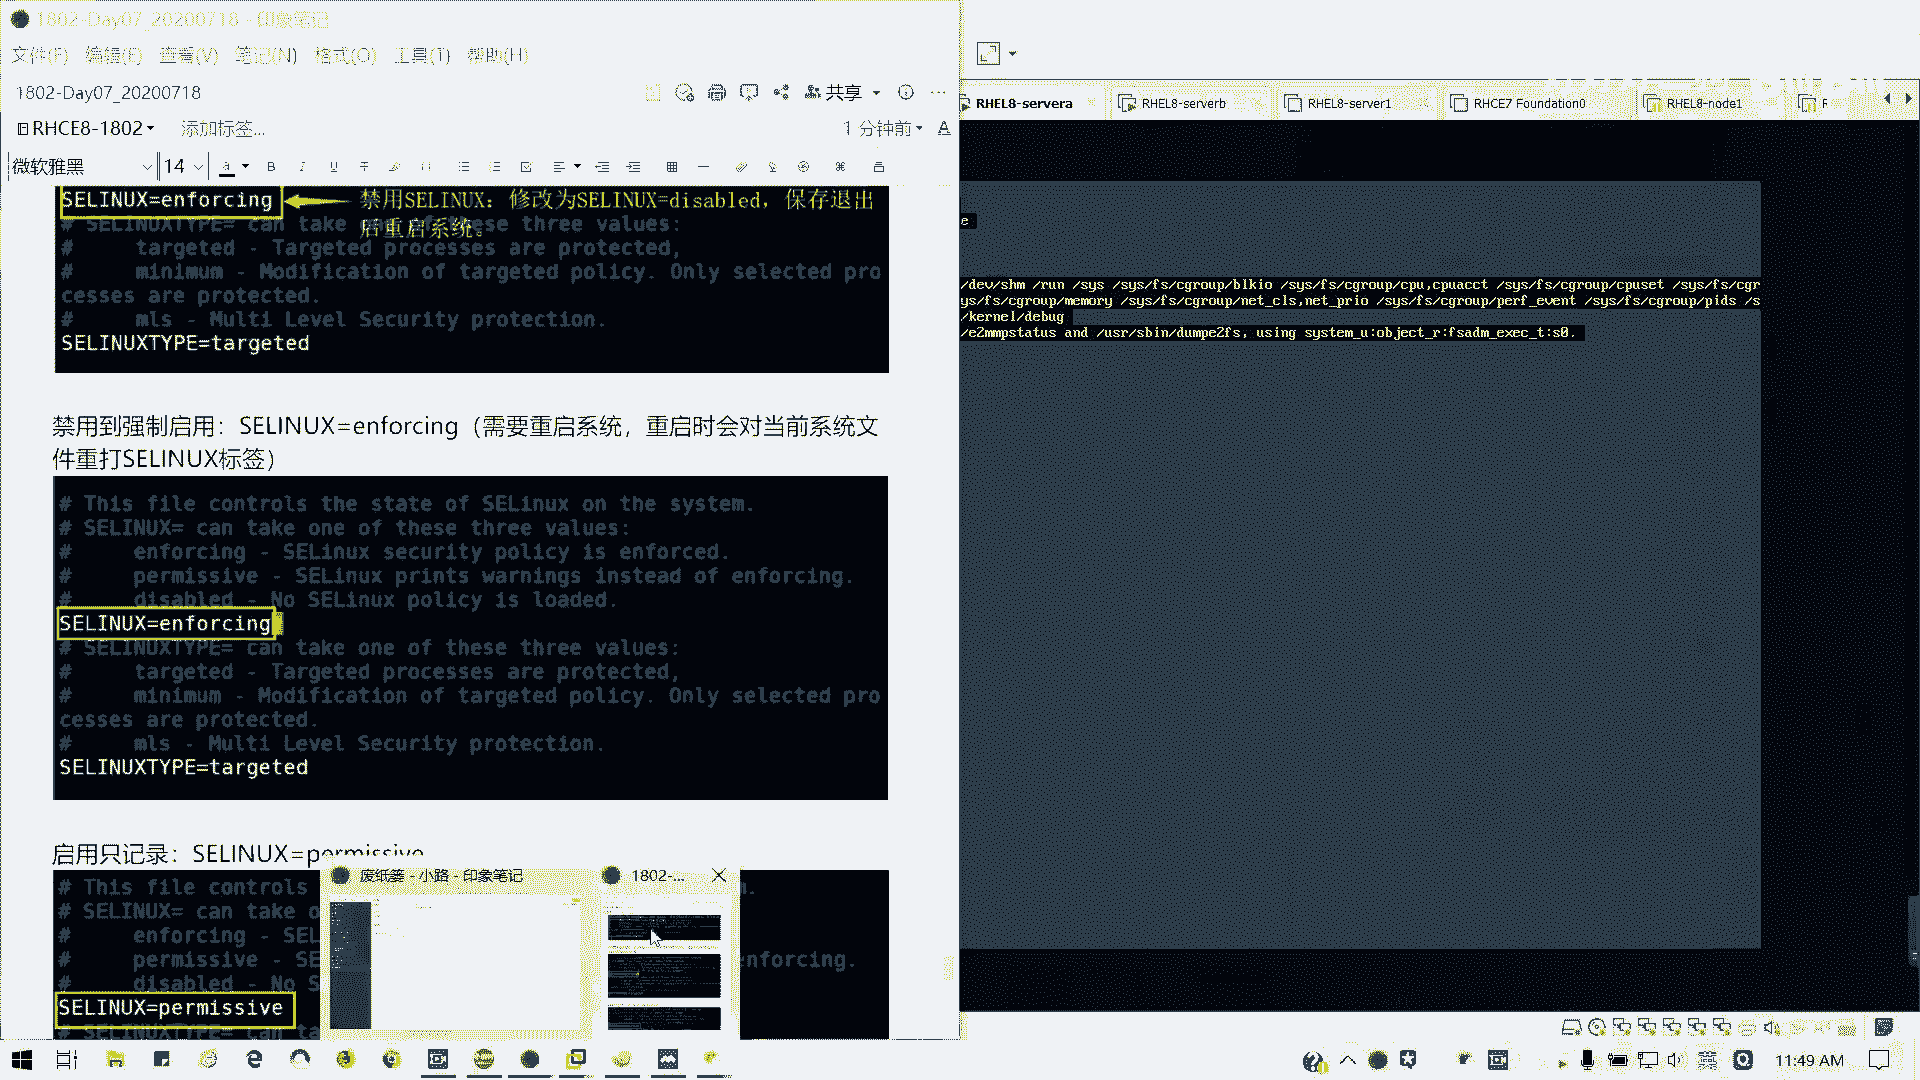 1802-Day07_20200718 - 印象笔记
文件(F) 编辑(E) 查看(V) 笔记(N) 格式(O) 工具(T) 帮助(H)
1802-Day07_20200718
共享
RHCE8-1802
添加标签...
1 分钟前
微软雅黑
14
SELINUX=enforcing
禁用SELINUX: 修改为SELINUX=disabled, 保存退出
后重启系统。
# SELINUXTYPE= can take one of these three values:
# targeted - Targeted processes are protected,
# minimum - Modification of targeted policy. Only selected pro
cesses are protected.
# mls - Multi Level Security protection.
SELINUXTYPE=targeted
禁用到强制启用: SELINUX=enforcing (需要重启系统, 重启时会对当前系统文
件重打SELINUX标签)
# This file controls the state of SELinux on the system.
# SELINUX= can take one of these three values:
# enforcing - SELinux security policy is enforced.
# permissive - SELinux prints warnings instead of enforcing.
# disabled - No SELinux policy is loaded.
SELINUX=enforcing
# SELINUXTYPE= can take one of these three values:
# targeted - Targeted processes are protected,
# minimum - Modification of targeted policy. Only selected pro
cesses are protected.
# mls - Multi Level Security protection.
SELINUXTYPE=targeted
启用只记录: SELINUX=permissive
# This file controls
# SELINUX= can take o
# enforcing - SEL
# permissive - SE
nforcing.
# disabled - No S
SELINUX=permissive
# SELINUXTYPE= can ta
废纸篓 - 小路 - 印象笔记
1802-...
RHEL8-servera
RHEL8-serverb
RHEL8-server1
RHCE7 Foundation0
RHEL8-node1
e
/dev/shm /run /sys /sys/fs/cgroup/blkio /sys/fs/cgroup/cpu,cpuacct /sys/fs/cgroup/cpuset /sys/fs/cgr
ys/fs/cgroup/memory /sys/fs/cgroup/net_cls,net_prio /sys/fs/cgroup/perf_event /sys/fs/cgroup/pids /s
/kernel/debug
/e2mmpstatus and /usr/sbin/dumpe2fs, using system_u:object_r:fsadm_exec_t:s0.
英
11:49 AM